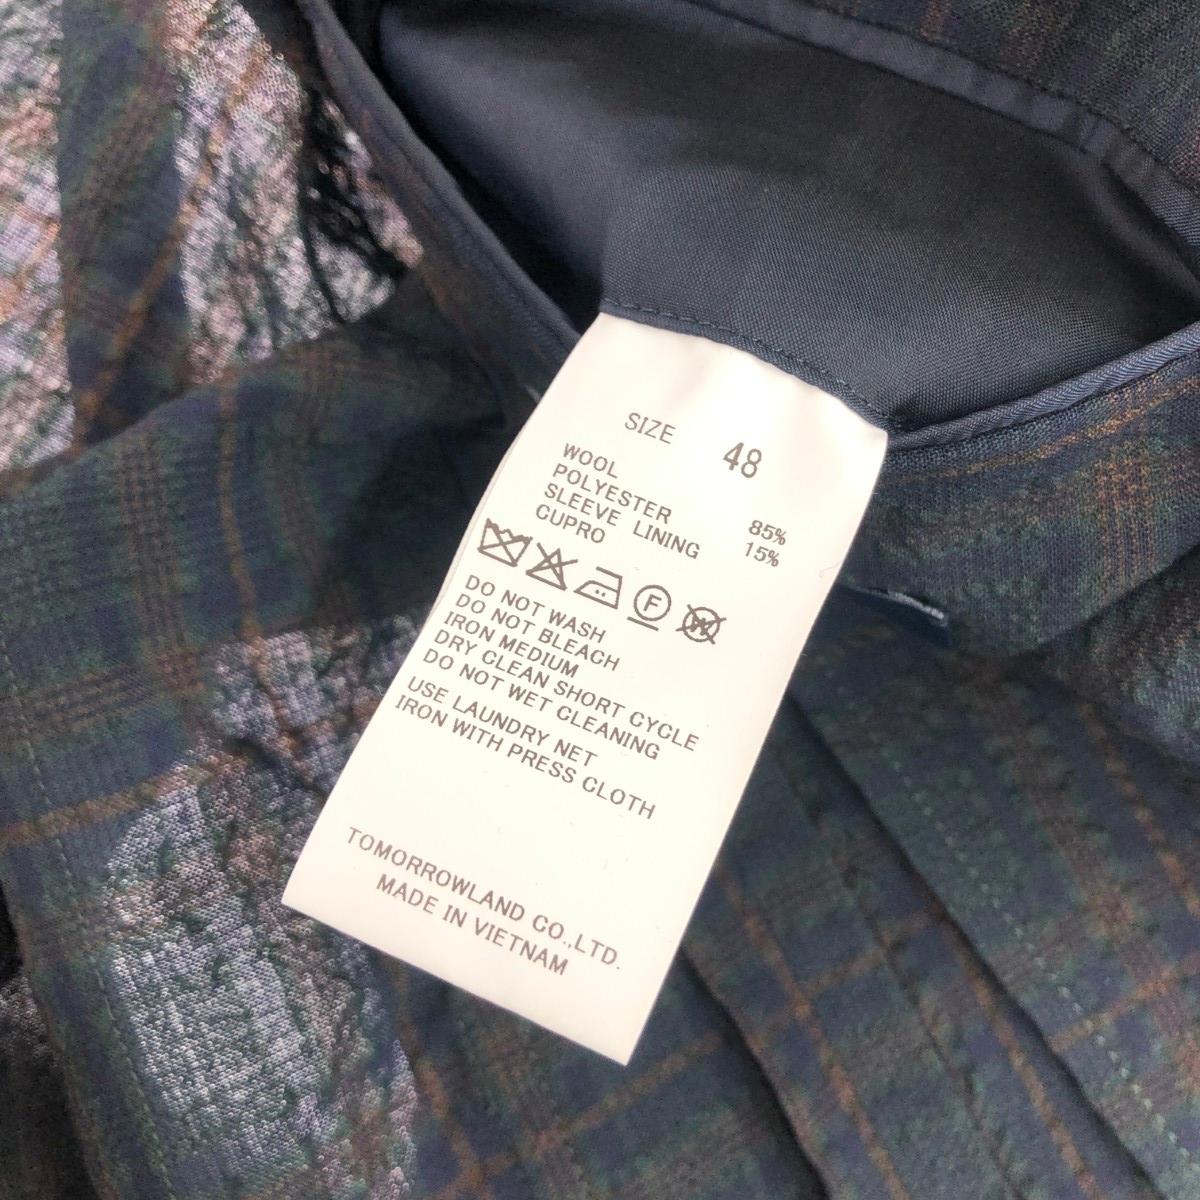 SIZE 48
WOOL 85%
POLYESTER 15%
SLEEVE LINING
CUPRO
F W
DO NOT WASH
DO NOT BLEACH
IRON MEDIUM
DRY CLEAN SHORT CYCLE
DO NOT WET CLEANING
USE LAUNDRY NET
IRON WITH PRESS CLOTH
TOMORROWLAND CO.,LTD.
MADE IN VIETNAM